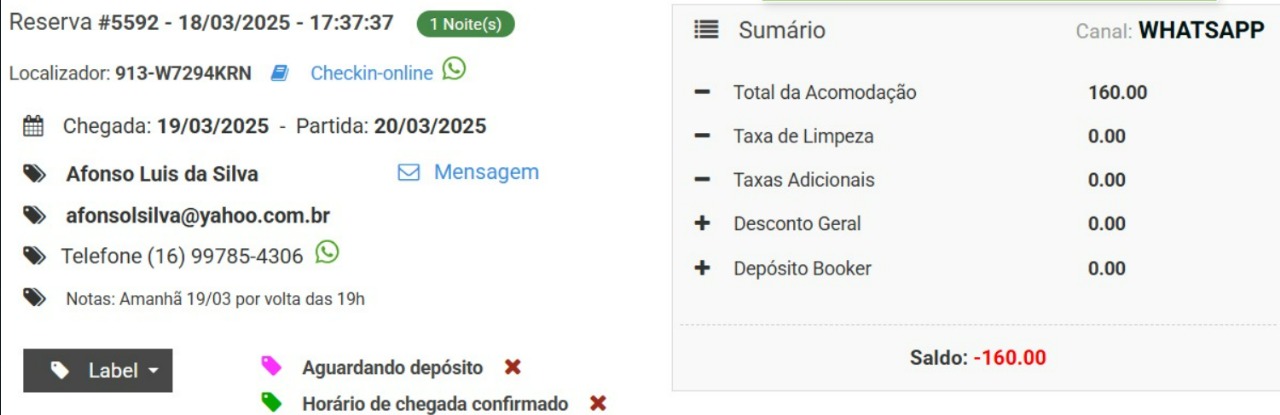 Reserva #5592 - 18/03/2025 - 17:37:37 1 Noite(s)
Localizador: 913-W7294KRN Checkin-online
Chegada: 19/03/2025 - Partida: 20/03/2025
Afonso Luis da Silva Mensagem
afonsolsilva@yahoo.com.br
Telefone (16) 99785-4306
Notas: Amanhã 19/03 por volta das 19h
Label
Aguardando depósito
Horário de chegada confirmado
Sumário Canal: WHATSAPP
Total da Acomodação 160.00
Taxa de Limpeza 0.00
Taxas Adicionais 0.00
Desconto Geral 0.00
Depósito Booker 0.00
Saldo: -160.00